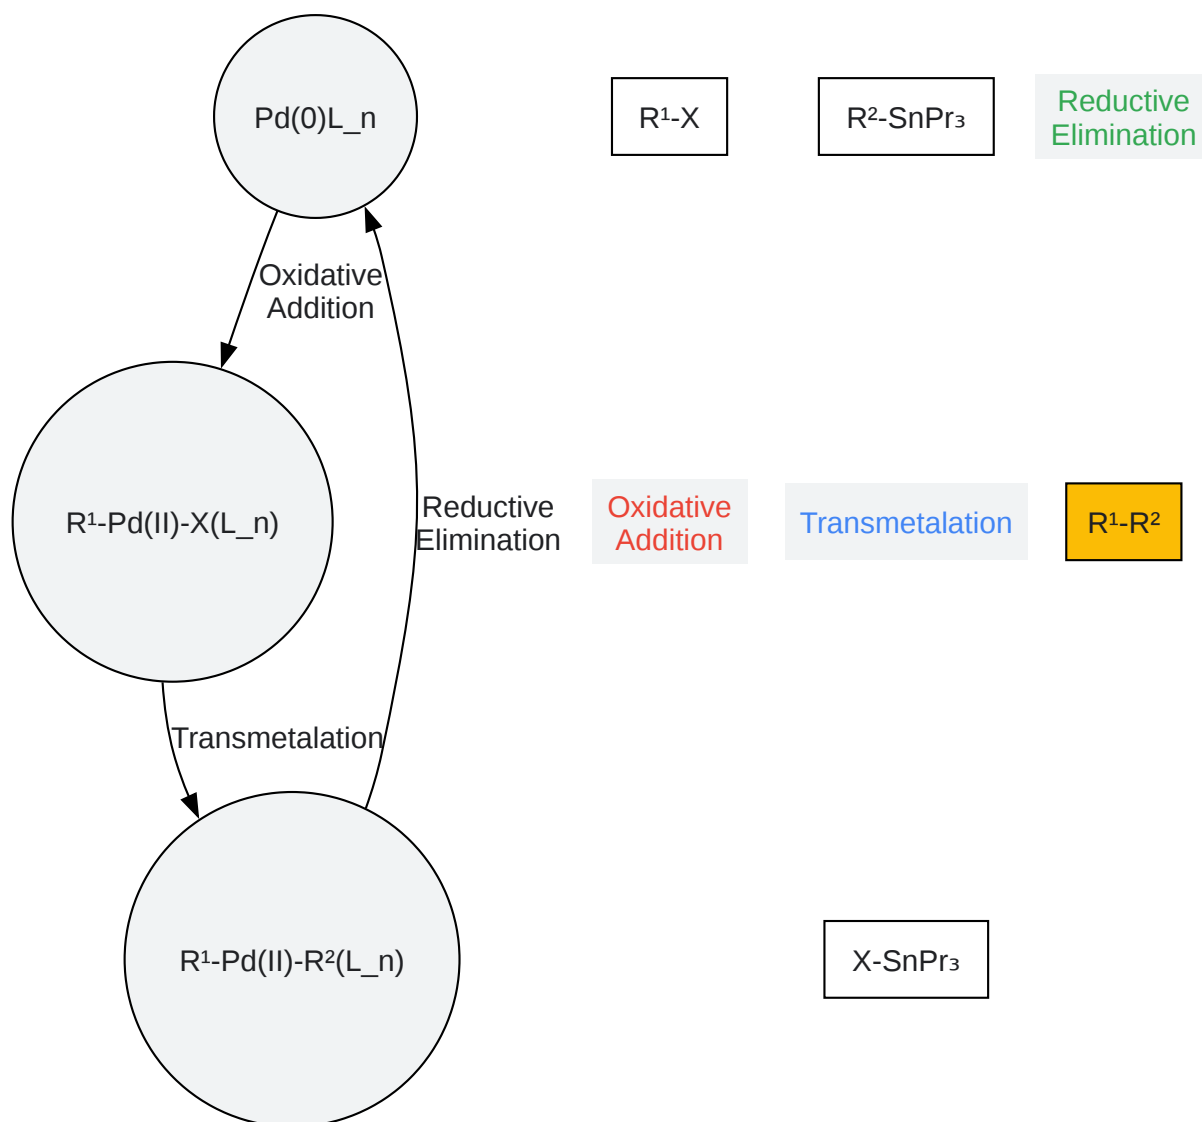 Pd(0)L_n
R¹-X
R²-SnPr₃
Reductive
Elimination
Oxidative
Addition
R¹-Pd(II)-X(L_n)
Reductive
Elimination
Oxidative
Addition
Transmetalation
R¹-R²
Transmetalation
R¹-Pd(II)-R²(L_n)
X-SnPr₃